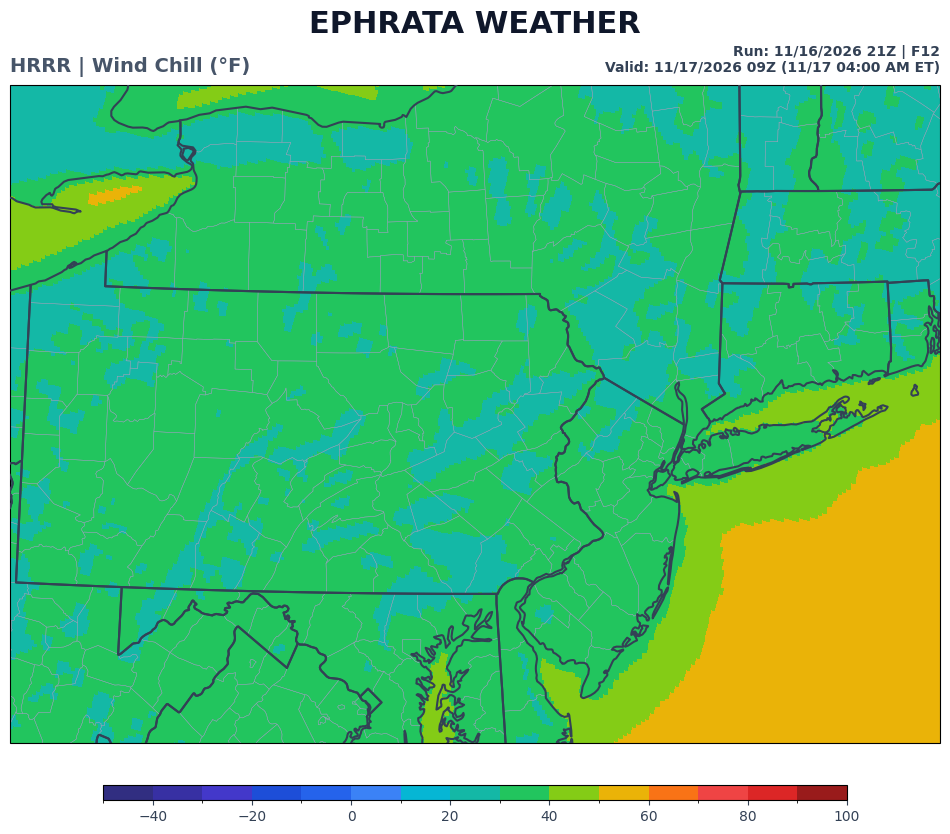 EPHRATA WEATHER
HRRR | Wind Chill (°F)
Run: 11/16/2026 21Z | F12
Valid: 11/17/2026 09Z (11/17 04:00 AM ET)
−40 −20 0 20 40 60 80 100